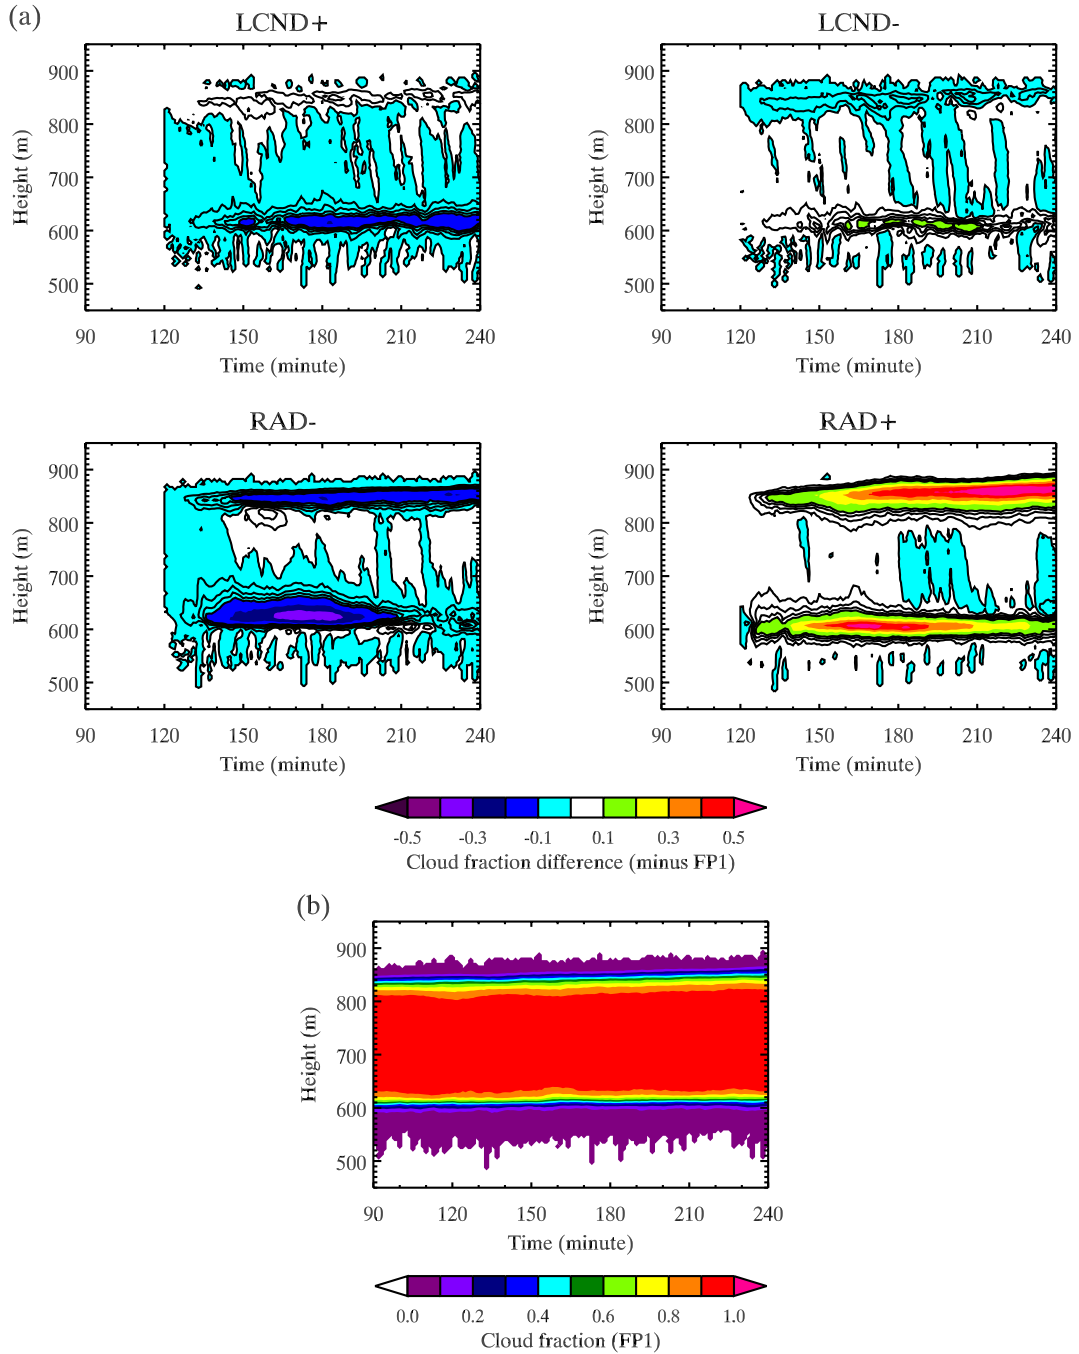 (a)
LCND+
LCND-
900
800
700
600
500
Height (m)
90 120 150 180 210 240
Time (minute)
900
800
700
600
500
Height (m)
90 120 150 180 210 240
Time (minute)
RAD-
RAD+
900
800
700
600
500
Height (m)
90 120 150 180 210 240
Time (minute)
900
800
700
600
500
Height (m)
90 120 150 180 210 240
Time (minute)
-0.5 -0.3 -0.1 0.1 0.3 0.5
Cloud fraction difference (minus FP1)
(b)
900
800
700
600
500
Height (m)
90 120 150 180 210 240
Time (minute)
0.0 0.2 0.4 0.6 0.8 1.0
Cloud fraction (FP1)